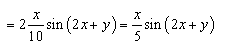 = 2 x/10 sin(2x+y) = x/5 sin(2x+y)